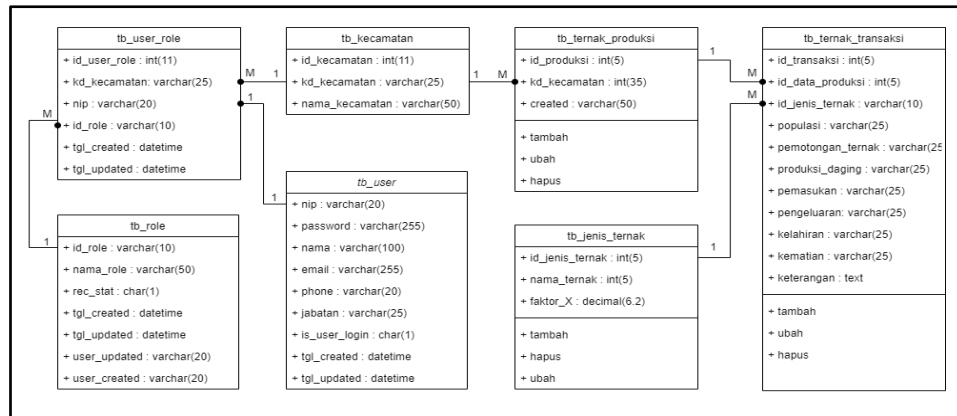 tb_user_role
+ id_user_role : int(11)
+ kd_kecamatan: varchar(25)
+ nip : varchar(20)
+ id_role : varchar(10)
+ tgl_created : datetime
+ tgl_updated : datetime
M
1
M
1
tb_role
+ id_role : varchar(10)
+ nama_role : varchar(50)
+ rec_stat : char(1)
+ tgl_created : datetime
+ tgl_updated : datetime
+ user_updated : varchar(20)
+ user_created : varchar(20)
tb_kecamatan
+ id_kecamatan : int(11)
+ kd_kecamatan : varchar(25)
+ nama_kecamatan : varchar(50)
1
1
M
tb_user
+ nip : varchar(20)
+ password : varchar(255)
+ nama : varchar(100)
+ email : varchar(255)
+ phone : varchar(20)
+ jabatan : varchar(25)
+ is_user_login : char(1)
+ tgl_created : datetime
+ tgl_updated : datetime
1
tb_ternak_produksi
+ id_produksi : int(5)
+ kd_kecamatan : int(35)
+ created : varchar(50)
+ tambah
+ ubah
+ hapus
1
M
M
1
tb_jenis_ternak
+ id_jenis_ternak : int(5)
+ nama_ternak : int(5)
+ faktor_X : decimal(6.2)
+ tambah
+ hapus
+ ubah
tb_ternak_transaksi
+ id_transaksi : int(5)
+ id_data_produksi : int(5)
+ id_jenis_ternak : varchar(10)
+ populasi : varchar(25)
+ pemotongan_ternak : varchar(25
+ produksi_daging : varchar(25)
+ pemasukan : varchar(25)
+ pengeluaran: varchar(25)
+ kelahiran : varchar(25)
+ kematian : varchar(25)
+ keterangan : text
+ tambah
+ ubah
+ hapus